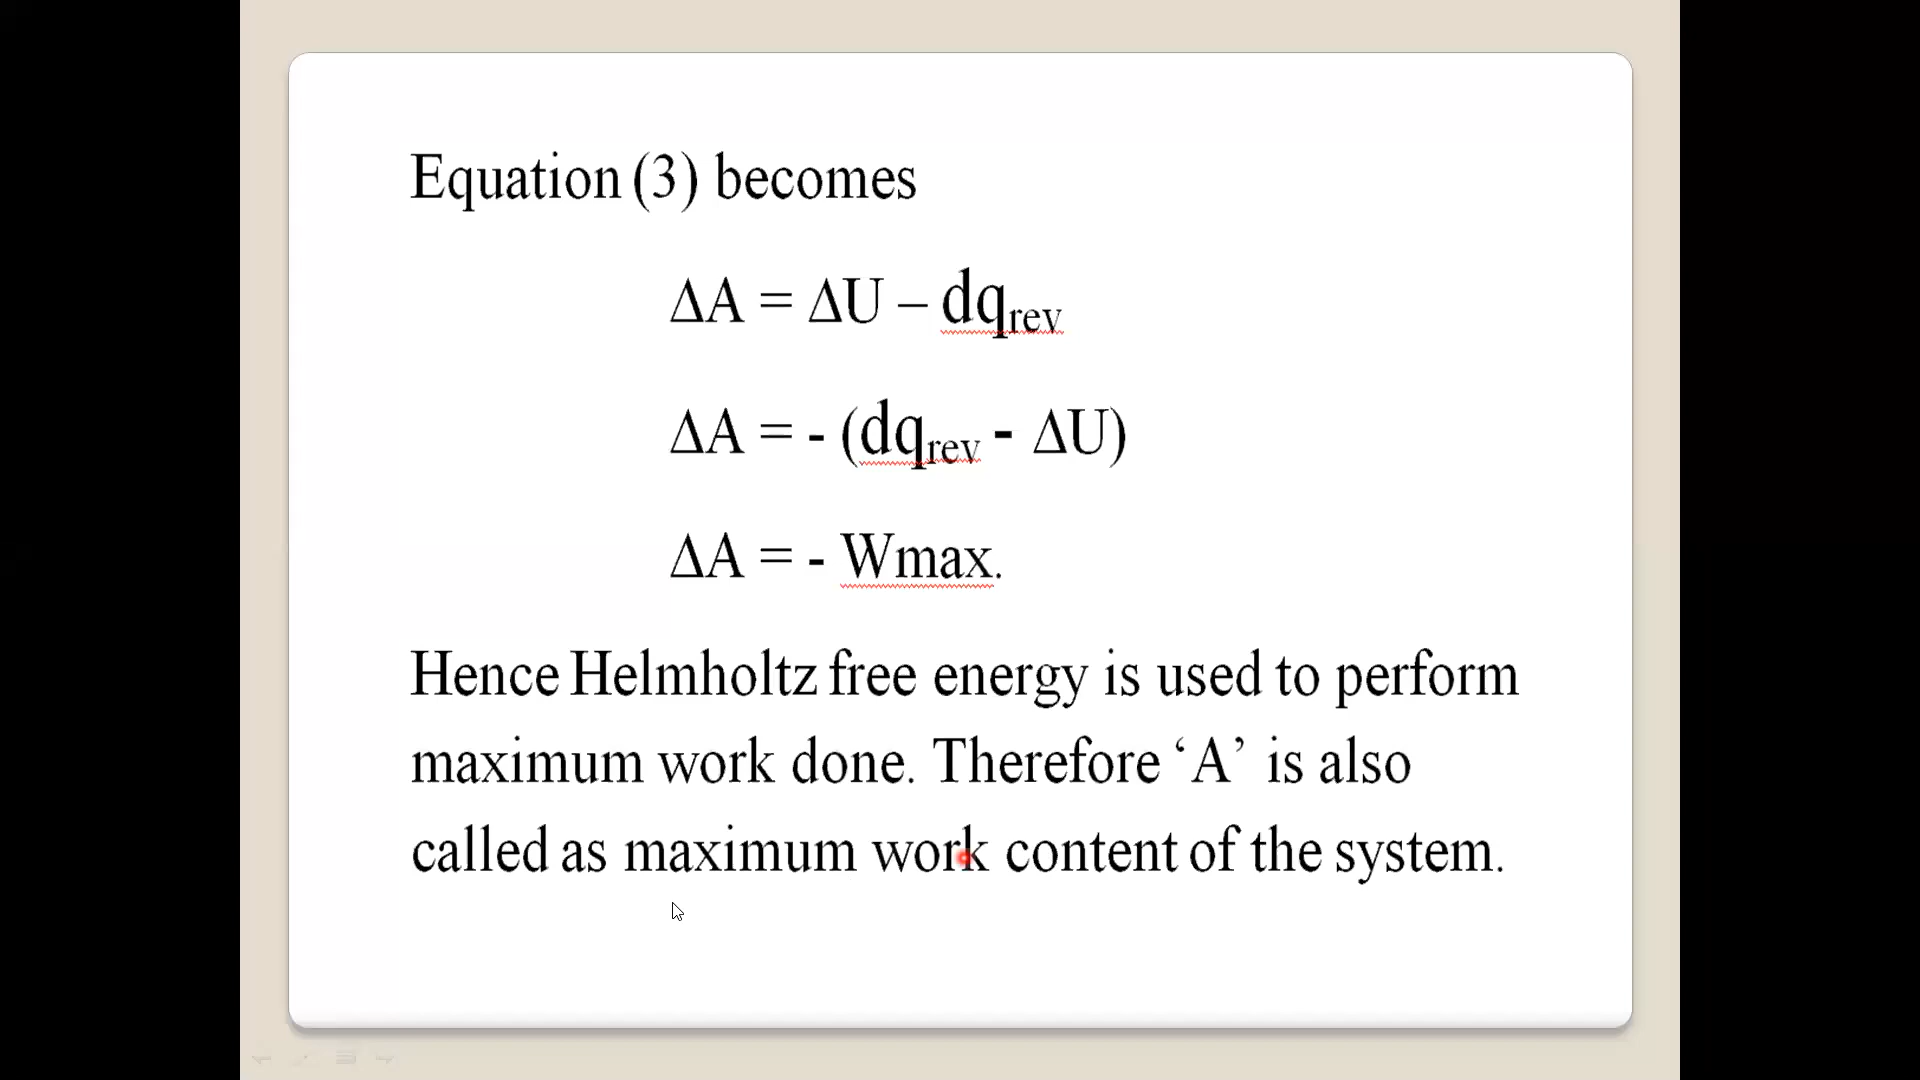 Equation (3) becomes
ΔA = ΔU – dqrev
ΔA = - (dqrev - ΔU)
ΔA = - Wmax.
Hence Helmholtz free energy is used to perform
maximum work done. Therefore ‘A’ is also
called as maximum work content of the system.